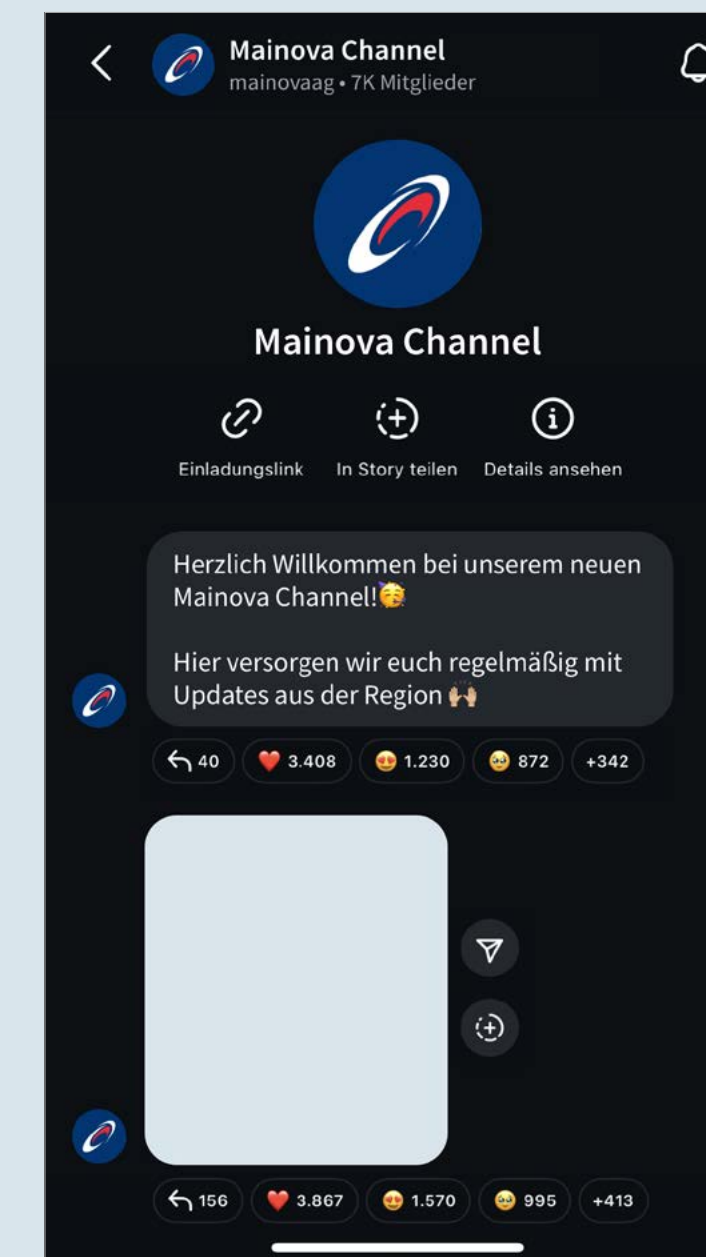 Mainova Channel
mainovaag • 7K Mitglieder
Mainova Channel
Einladungslink
In Story teilen
Details ansehen
Herzlich Willkommen bei unserem neuen
Mainova Channel!🥳
Hier versorgen wir euch regelmäßig mit
Updates aus der Region 🙌🏼
40 ❤️ 3.408 😍 1.230 🥹 872 +342
156 ❤️ 3.867 😍 1.570 🥹 995 +413